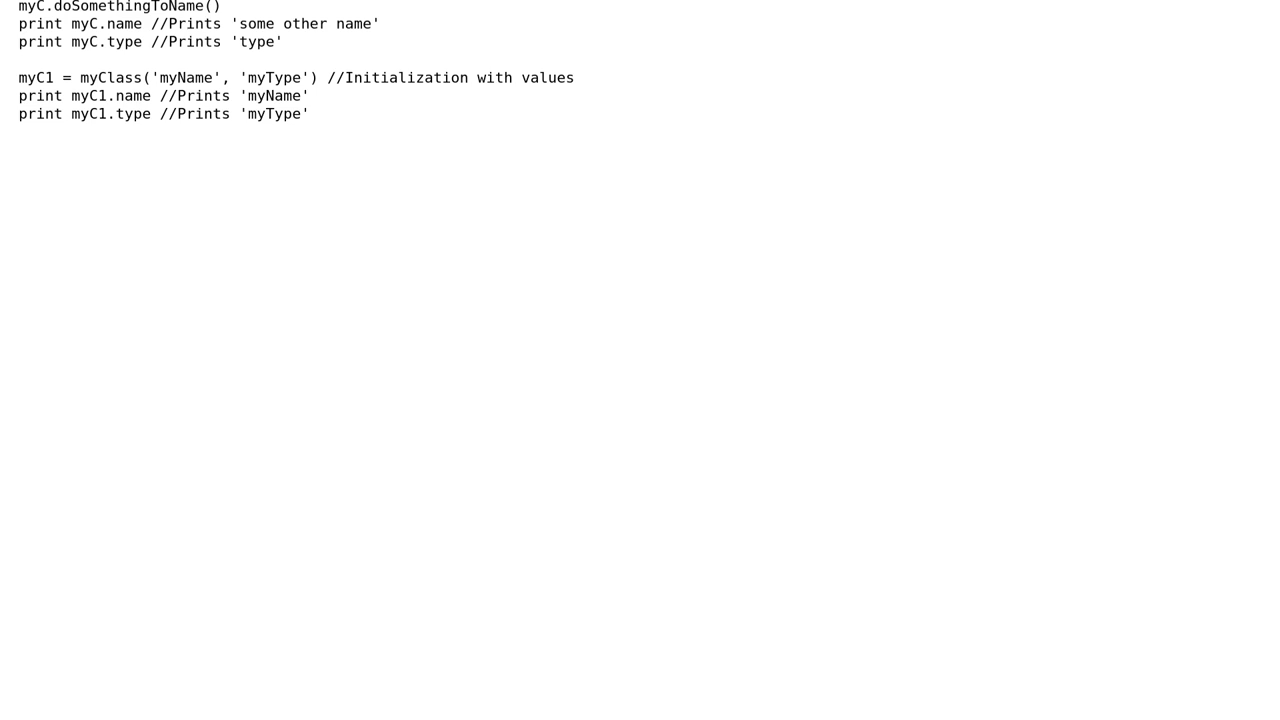 myC.doSomethingToName()
print myC.name //Prints 'some other name'
print myC.type //Prints 'type'

myC1 = myClass('myName', 'myType') //Initialization with values
print myC1.name //Prints 'myName'
print myC1.type //Prints 'myType'